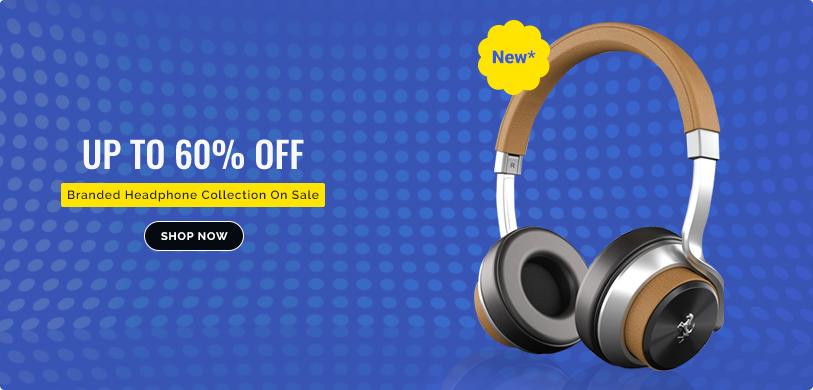 New*
UP TO 60% OFF
Branded Headphone Collection On Sale
SHOP NOW
R